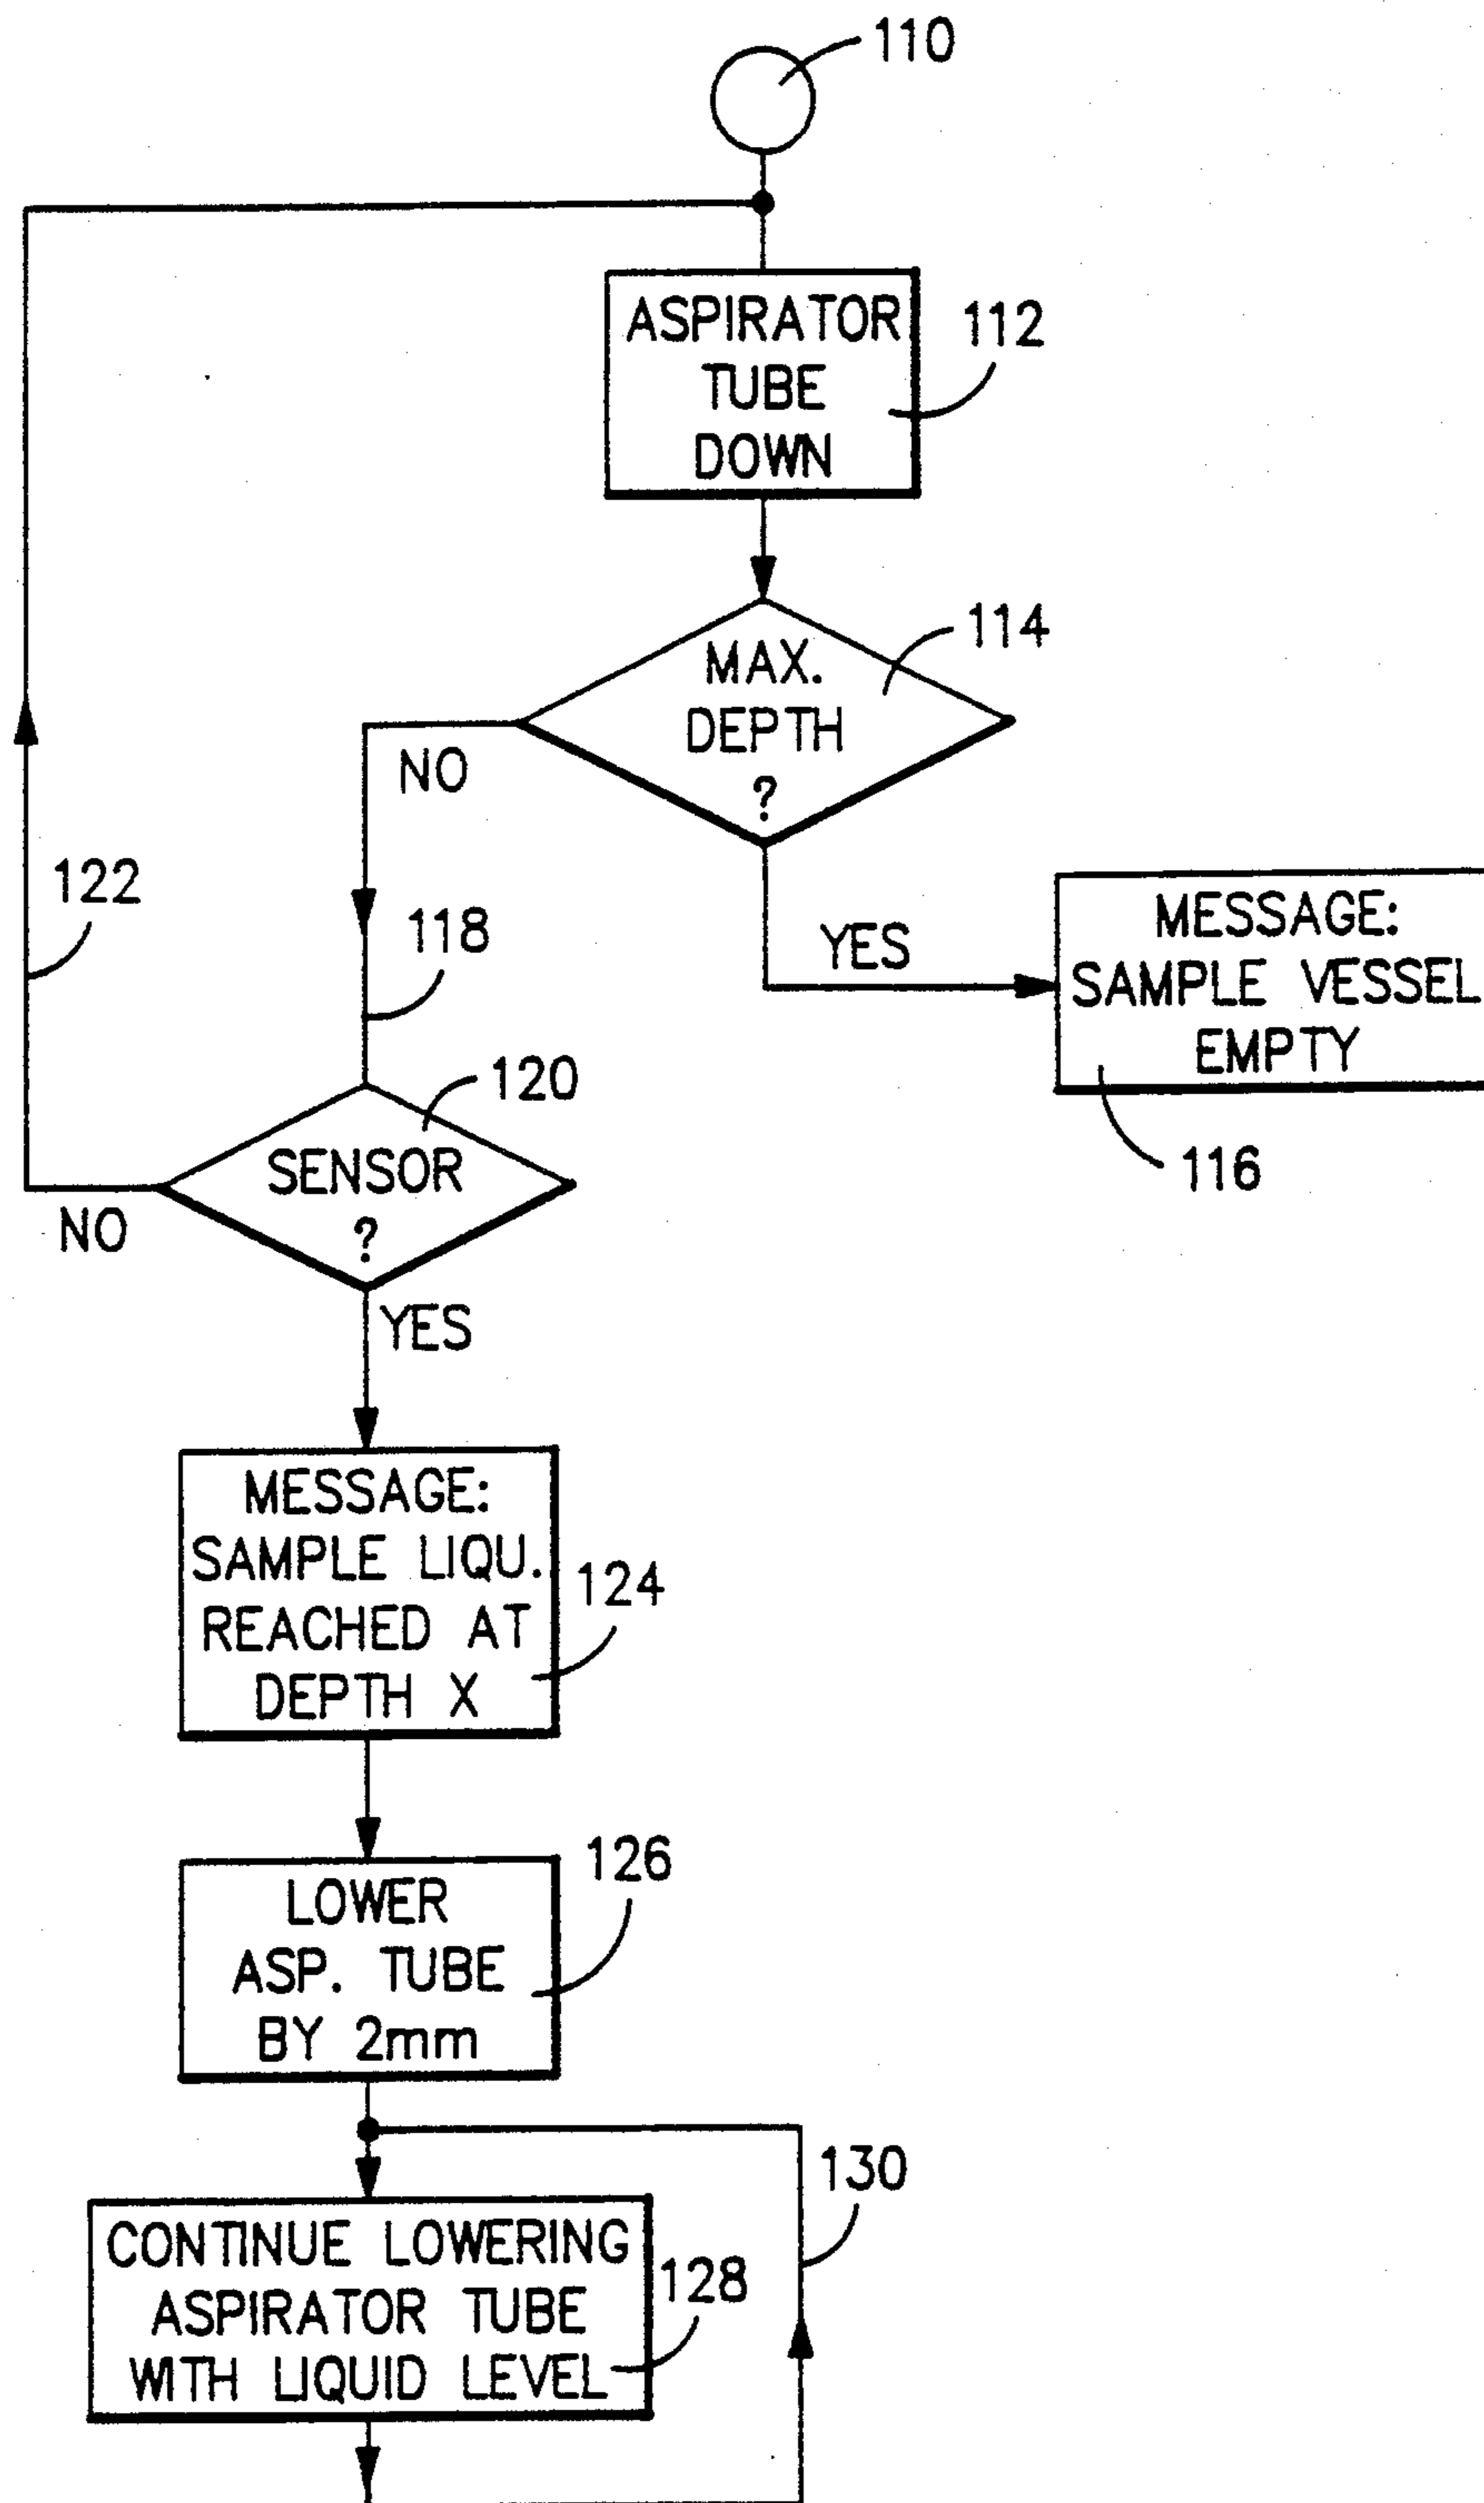 110
ASPIRATOR
TUBE
DOWN
112
MAX.
DEPTH
?
114
NO
YES
MESSAGE:
SAMPLE VESSEL
EMPTY
116
122
118
120
SENSOR
?
NO
YES
MESSAGE:
SAMPLE LIQU.
REACHED AT
DEPTH X
124
LOWER
ASP. TUBE
BY 2mm
126
130
CONTINUE LOWERING
ASPIRATOR TUBE
WITH LIQUID LEVEL
128